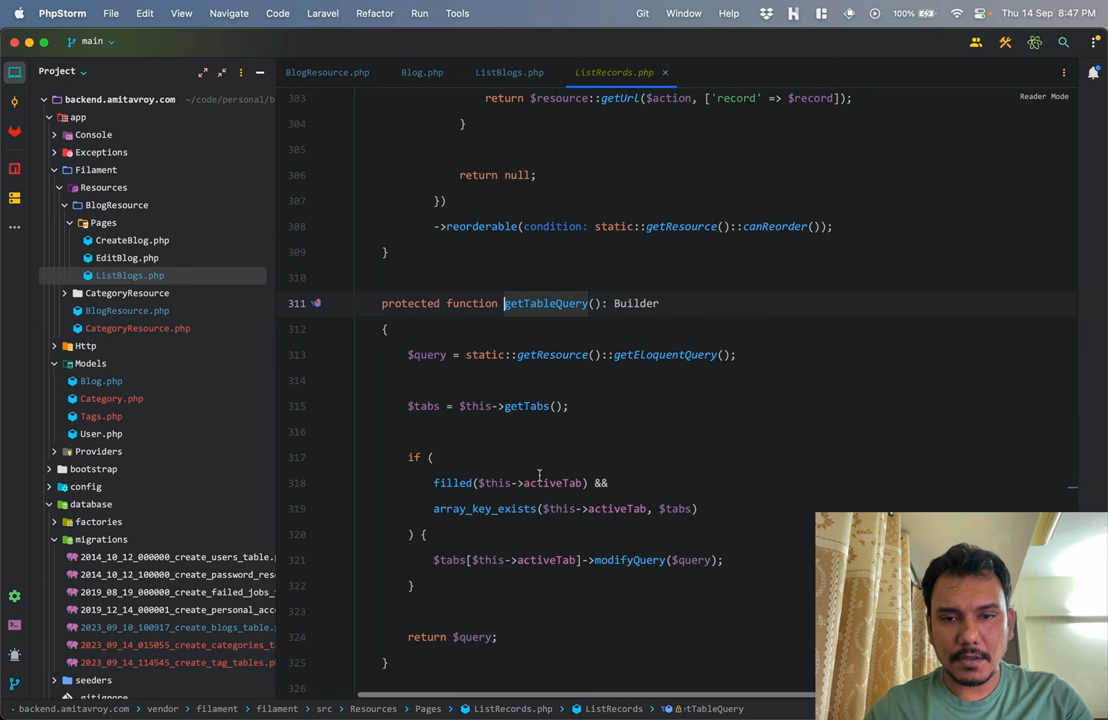 PhpStorm File Edit View Navigate Code Laravel Refactor Run Tools Git Window Help 100% Thu 14 Sep 8:47 PM
main
Project
BlogResource.php Blog.php ListBlogs.php ListRecords.php
Reader Mode
backend.amitavroy.com ~/code/personal/b
app
Console
Exceptions
Filament
Resources
BlogResource
Pages
CreateBlog.php
EditBlog.php
ListBlogs.php
CategoryResource
BlogResource.php
CategoryResource.php
Http
Models
Blog.php
Category.php
Tags.php
User.php
Providers
bootstrap
config
database
factories
migrations
2014_10_12_000000_create_users_table.
2014_10_12_100000_create_password_res
2019_08_19_000000_create_failed_jobs_
2019_12_14_000001_create_personal_acc
2023_09_10_100917_create_blogs_table.
2023_09_14_015055_create_categories_t
2023_09_14_114545_create_tag_tables.p
seeders
.gitignore
303 return $resource::getUrl($action, ['record' => $record]);
304 }
305
306 return null;
307 })
308 ->reorderable(condition: static::getResource()::canReorder());
309 }
310
311 protected function getTableQuery(): Builder
312 {
313 $query = static::getResource()::getEloquentQuery();
314
315 $tabs = $this->getTabs();
316
317 if (
318 filled($this->activeTab) &&
319 array_key_exists($this->activeTab, $tabs)
320 ) {
321 $tabs[$this->activeTab]->modifyQuery($query);
322 }
323
324 return $query;
325 }
326
backend.amitavroy.com vendor filament filament src Resources Pages ListRecords.php ListRecords tTableQuery